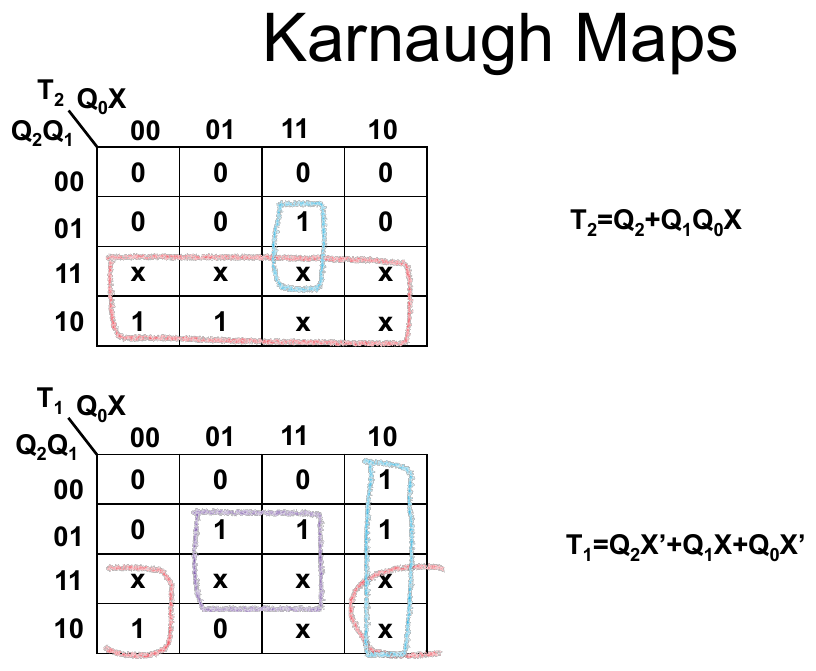 Karnaugh Maps
T₂ Q₀X
Q₂Q₁ 00 01 11 10
00 0 0 0 0
01 0 0 1 0
11 x x x x
10 1 1 x x
T₂=Q₂+Q₁Q₀X
T₁ Q₀X
Q₂Q₁ 00 01 11 10
00 0 0 0 1
01 0 1 1 1
11 x x x x
10 1 0 x x
T₁=Q₂X’+Q₁X+Q₀X’